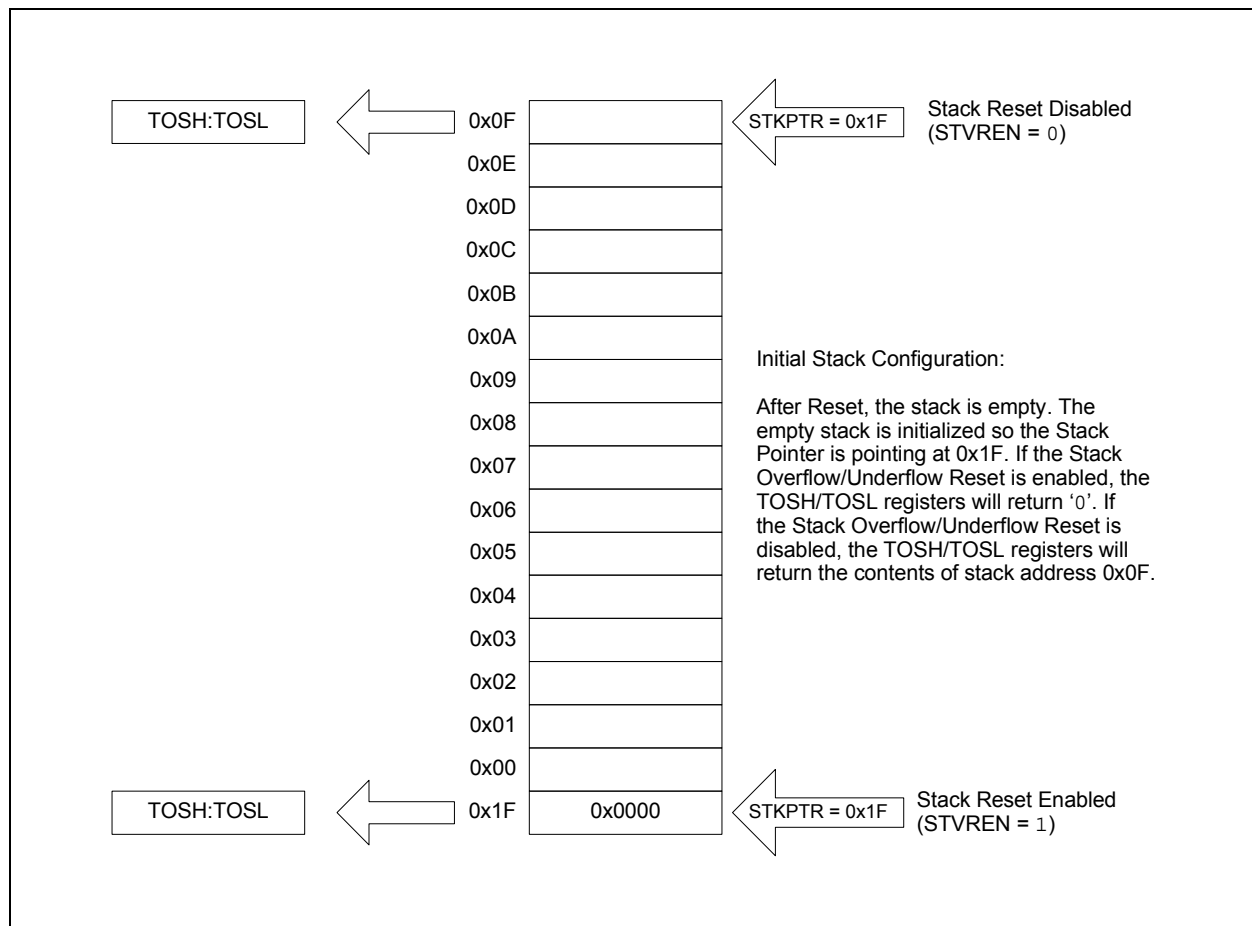 TOSH:TOSL
0x0F
STKPTR = 0x1F
Stack Reset Disabled
(STVREN = 0)
0x0E
0x0D
0x0C
0x0B
0x0A
0x09
0x08
0x07
0x06
0x05
0x04
0x03
0x02
0x01
0x00
Initial Stack Configuration:
After Reset, the stack is empty. The
empty stack is initialized so the Stack
Pointer is pointing at 0x1F. If the Stack
Overflow/Underflow Reset is enabled, the
TOSH/TOSL registers will return ‘0’. If
the Stack Overflow/Underflow Reset is
disabled, the TOSH/TOSL registers will
return the contents of stack address 0x0F.
TOSH:TOSL
0x1F
0x0000
STKPTR = 0x1F
Stack Reset Enabled
(STVREN = 1)